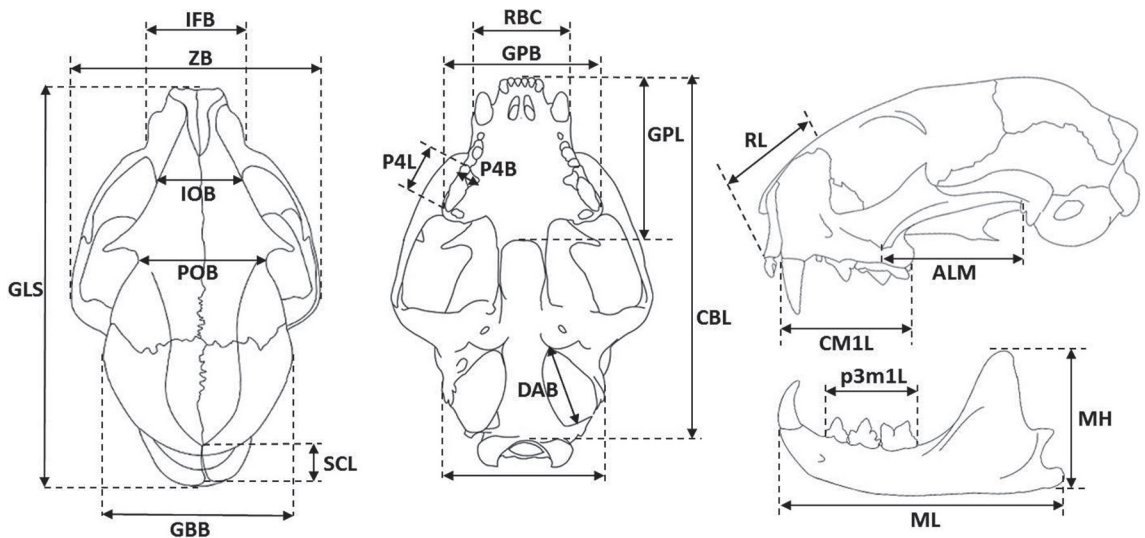 IFB
ZB
IOB
POB
GLS
SCL
GBB
RBC
GPB
GPL
P4L
P4B
CBL
DAB
RL
ALM
CM1L
p3m1L
MH
ML